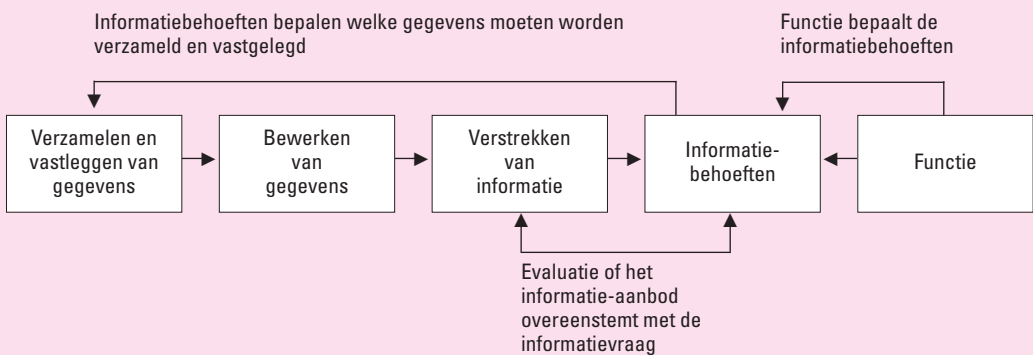 Informatiebehoeften bepalen welke gegevens moeten worden
verzameld en vastgelegd
Functie bepaalt de
informatiebehoeften
Verzamelen en
vastleggen van
gegevens
Bewerken
van
gegevens
Verstrekken
van
informatie
Informatie-
behoeften
Functie
Evaluatie of het
informatie-aanbod
overeenstemt met de
informatievraag